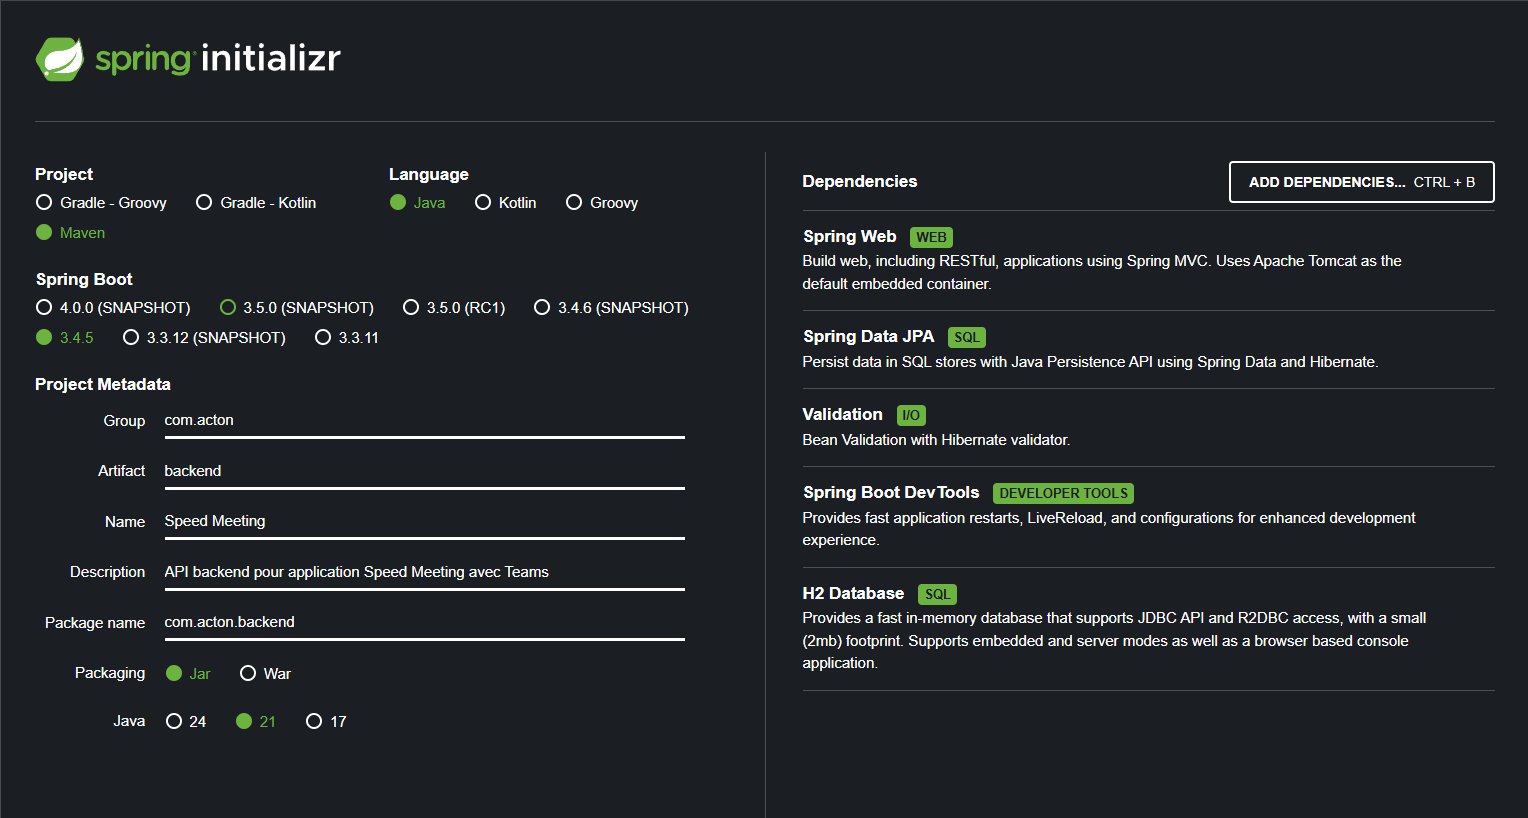 spring initializr
Project
Gradle - Groovy Gradle - Kotlin
Maven
Language
Java Kotlin Groovy
Spring Boot
4.0.0 (SNAPSHOT) 3.5.0 (SNAPSHOT) 3.5.0 (RC1) 3.4.6 (SNAPSHOT)
3.4.5 3.3.12 (SNAPSHOT) 3.3.11
Project Metadata
Group com.acton
Artifact backend
Name Speed Meeting
Description API backend pour application Speed Meeting avec Teams
Package name com.acton.backend
Packaging Jar War
Java 24 21 17
Dependencies
ADD DEPENDENCIES... CTRL + B
Spring Web WEB
Build web, including RESTful, applications using Spring MVC. Uses Apache Tomcat as the
default embedded container.
Spring Data JPA SQL
Persist data in SQL stores with Java Persistence API using Spring Data and Hibernate.
Validation I/O
Bean Validation with Hibernate validator.
Spring Boot DevTools DEVELOPER TOOLS
Provides fast application restarts, LiveReload, and configurations for enhanced development
experience.
H2 Database SQL
Provides a fast in-memory database that supports JDBC API and R2DBC access, with a small
(2mb) footprint. Supports embedded and server modes as well as a browser based console
application.